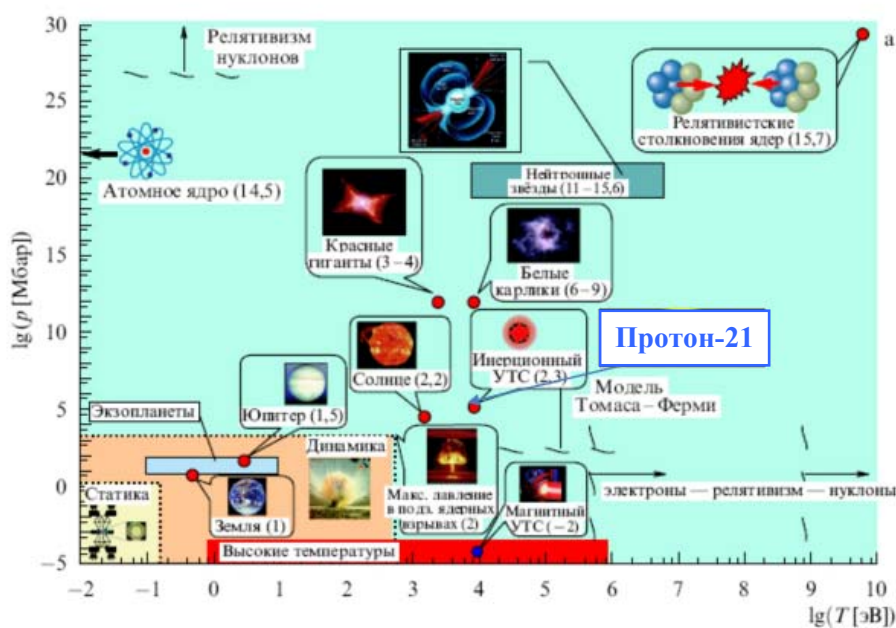 30
25
20
15
10
5
0
−5
lg(p [Мбар])
Релятивизм
нуклонов
a
Атомное ядро (14,5)
Релятивистские
столкновения ядер (15,7)
Нейтронные
звёзды (11 – 15,6)
Красные
гиганты (3 – 4)
Белые
карлики (6 – 9)
Протон-21
Солнце (2,2)
Инерционный
УТС (2,3)
Модель
Томаса – Ферми
Экзопланеты
Юпитер (1,5)
Динамика
Статика
Земля (1)
Макс. давление
в подз. ядерных
взрывах (2)
Магнитный
УТС (−2)
электроны — релятивизм — нуклоны
Высокие температуры
−2 −1 0 1 2 3 4 5 6 7 8 9 10
lg(T [эВ])